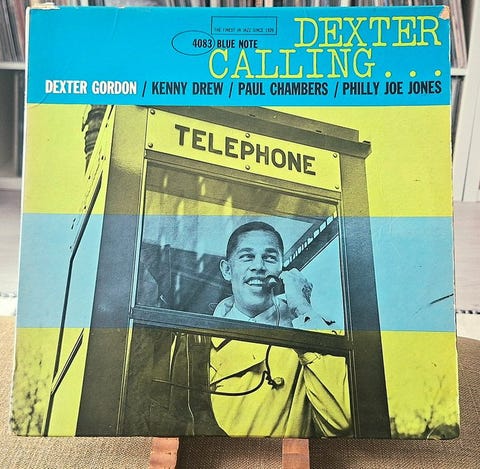 THE FINEST IN JAZZ SINCE 1939
4083 BLUE NOTE
DEXTER
CALLING...
DEXTER GORDON / KENNY DREW / PAUL CHAMBERS / PHILLY JOE JONES
TELEPHONE